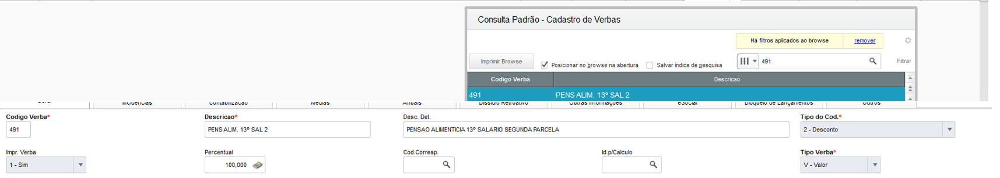 Consulta Padrão - Cadastro de Verbas
Há filtros aplicados ao browse remover
Imprimir Browse Posicionar no browse na abertura Salvar índice de pesquisa 491 Filtrar
Codigo Verba Descricao
491 PENS ALIM. 13º SAL 2
Geral Incidências Contabilizacao Médias Anuais Dissídio Retroativo Outras Informações eSocial Bloqueio de Lançamentos Outros
Codigo Verba* Descricao* Desc. Det. Tipo do Cod.*
491 PENS ALIM. 13º SAL 2 PENSAO ALIMENTICIA 13º SALARIO SEGUNDA PARCELA 2 - Desconto
Impr. Verba Percentual Cod.Corresp. Id.p/Calculo Tipo Verba*
1 - Sim 100,000 V - Valor